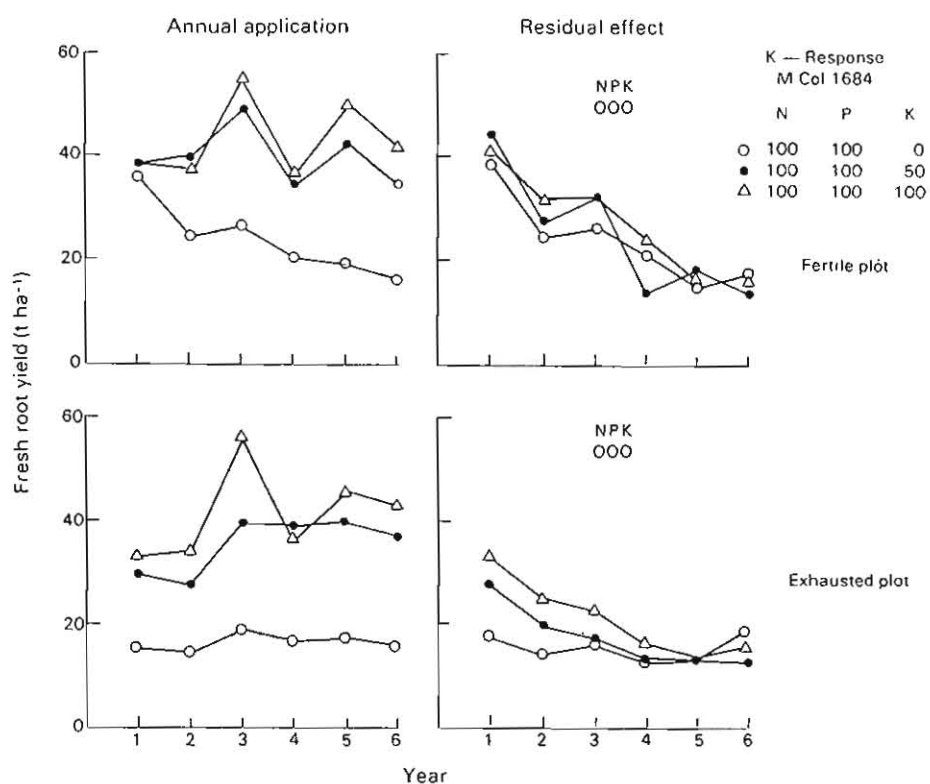 Annual application
Residual effect
K — Response
M Col 1684
N P K
○ 100 100 0
● 100 100 50
△ 100 100 100
NPK
OOO
Fertile plot
60
40
20
0
Fresh root yield (t ha⁻¹)
NPK
OOO
Exhausted plot
60
40
20
0
1 2 3 4 5 6
1 2 3 4 5 6
Year